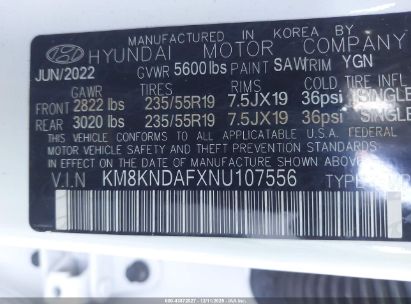 MANUFACTURED IN KOREA BY
HYUNDAI MOTOR COMPANY
JUN/2022 GVWR 5600lbs PAINT SAW TRIM YGN
GAWR TIRES RIMS COLD TIRE
FRONT 2822 lbs 235/55R19 7.5JX19 36psi SINGLE
REAR 3020 lbs 235/55R19 7.5JX19 36psi SINGLE
THIS VEHICLE CONFORMS TO ALL APPLICABLE U.S.A. FEDERAL
MOTOR VEHICLE SAFETY AND THEFT PREVENTION STANDARDS
IN EFFECT ON THE DATE OF MANUFACTURE SHOWN ABOVE.
V.I.N KM8KNDAFXNU107556 TYPE